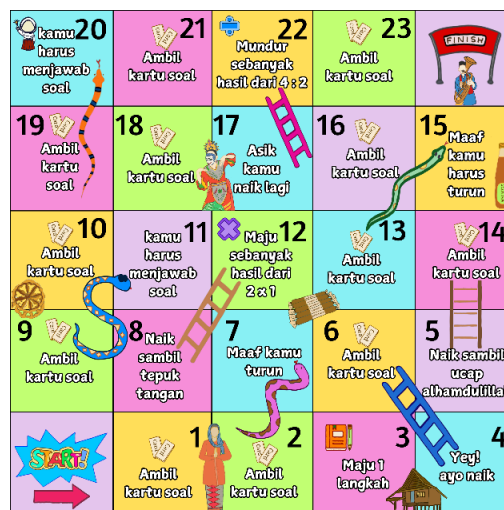 20
kamu
harus
menjawab
soal
21
Ambil
kartu soal
22
Mundur
sebanyak
hasil dari 4 : 2
23
Ambil
kartu soal
FINISH
19
Ambil
kartu
soal
18
Ambil
kartu soal
17
Asik
kamu
naik lagi
16
Ambil
kartu soal
15
Maaf
kamu
harus
turun
10
Ambil
kartu soal
11
kamu
harus
menjawab
soal
12
Maju
sebanyak
hasil dari
2 x 1
13
Ambil
kartu soal
14
Ambil
kartu soal
9
Ambil
kartu soal
8
Naik
sambil
tepuk
tangan
7
Maaf kamu
turun
6
Ambil
kartu soal
5
Naik sambil
ucap
alhamdulilla
START!
1
Ambil
kartu soal
2
Ambil
kartu soal
3
Maju 1
langkah
4
Yey!
ayo naik